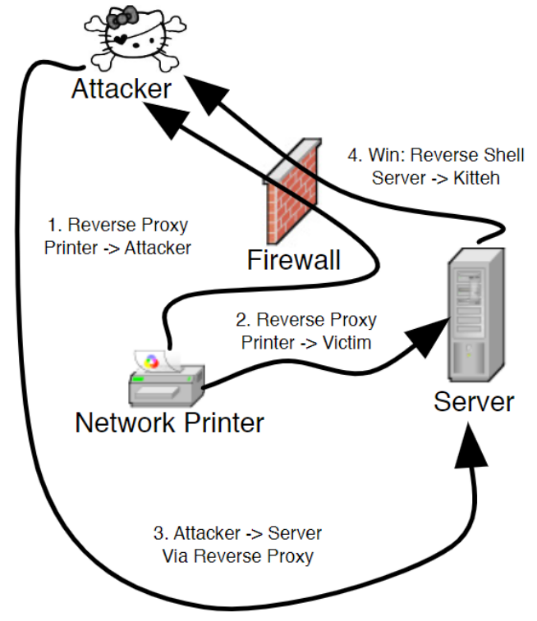 Attacker
4. Win: Reverse Shell
Server -> Kitteh
1. Reverse Proxy
Printer -> Attacker
Firewall
2. Reverse Proxy
Printer -> Victim
Server
Network Printer
3. Attacker -> Server
Via Reverse Proxy